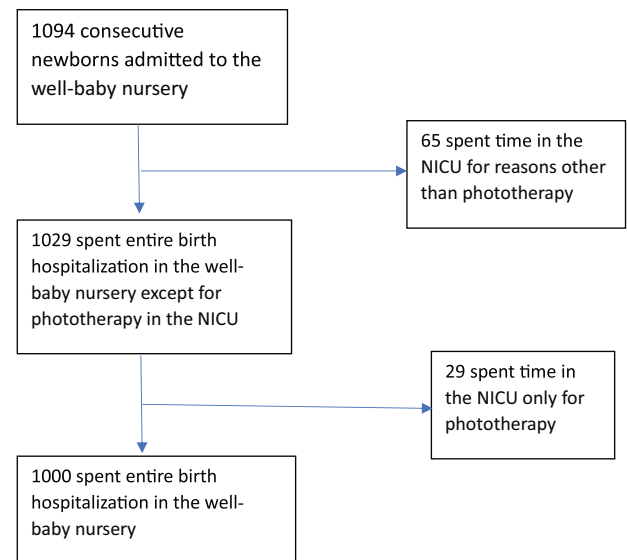 1094 consecutive
newborns admitted to the
well-baby nursery
65 spent time in the
NICU for reasons other
than phototherapy
1029 spent entire birth
hospitalization in the well-
baby nursery except for
phototherapy in the NICU
29 spent time in
the NICU only for
phototherapy
1000 spent entire birth
hospitalization in the well-
baby nursery